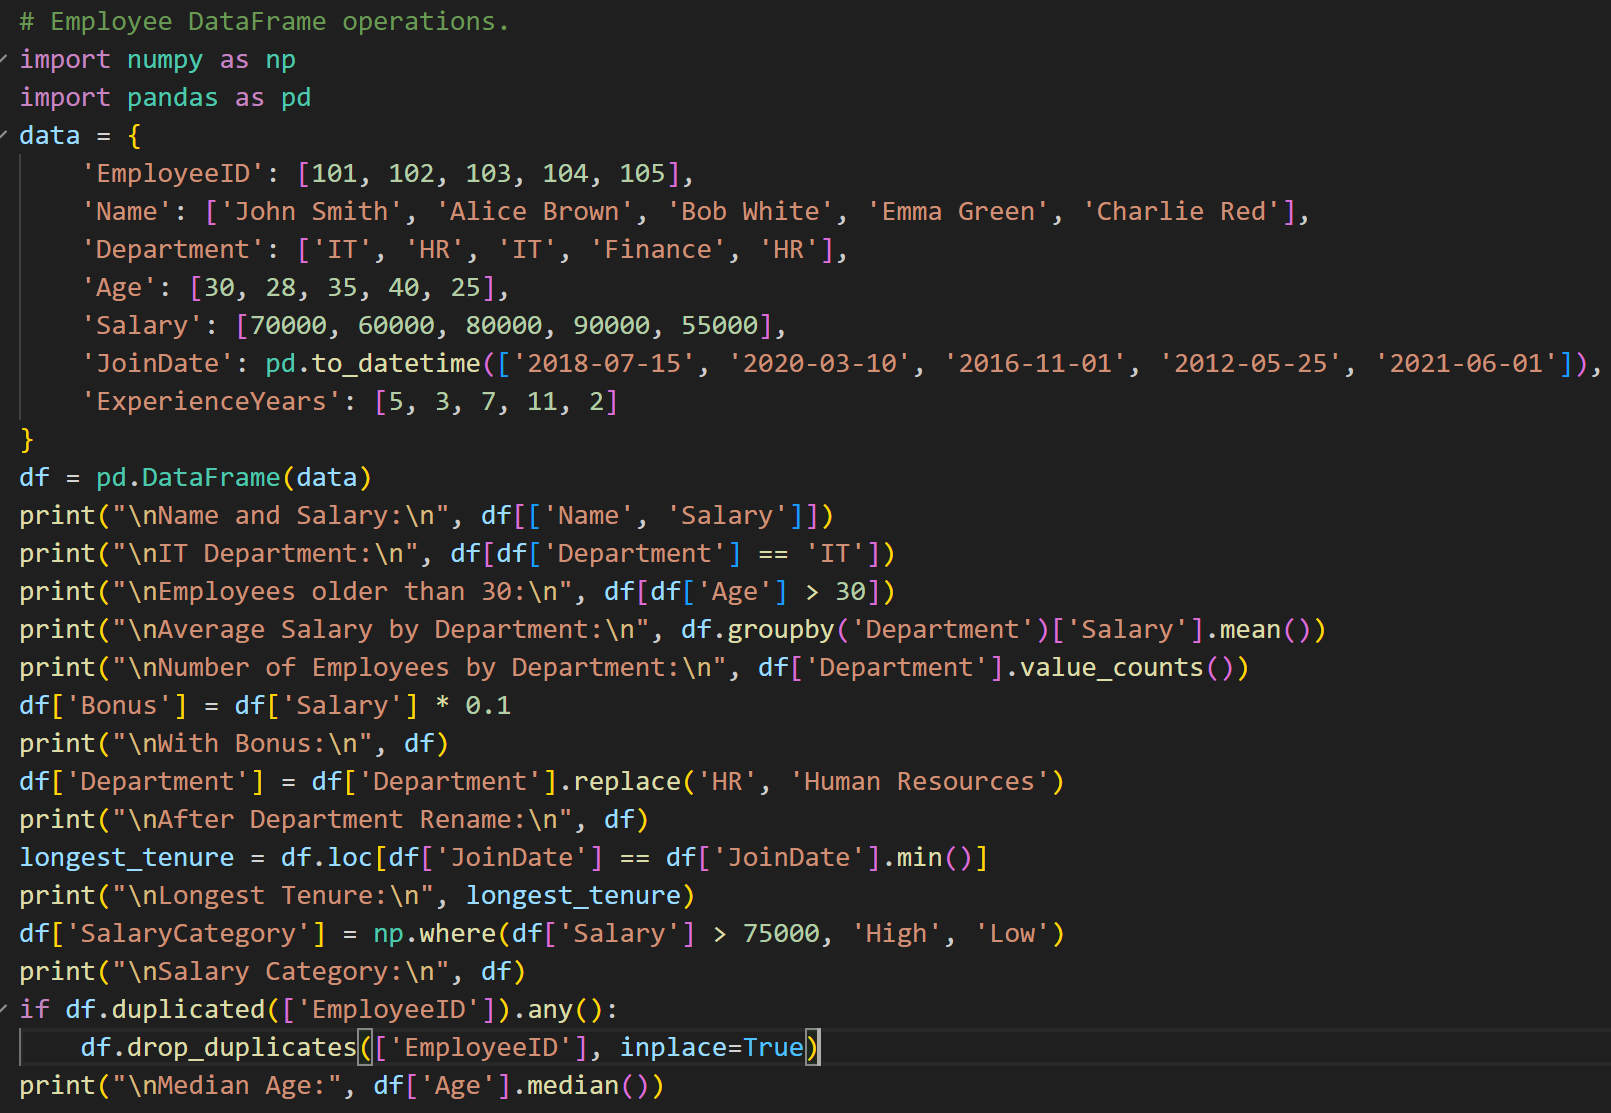 # Employee DataFrame operations.
import numpy as np
import pandas as pd
data = {
    'EmployeeID': [101, 102, 103, 104, 105],
    'Name': ['John Smith', 'Alice Brown', 'Bob White', 'Emma Green', 'Charlie Red'],
    'Department': ['IT', 'HR', 'IT', 'Finance', 'HR'],
    'Age': [30, 28, 35, 40, 25],
    'Salary': [70000, 60000, 80000, 90000, 55000],
    'JoinDate': pd.to_datetime(['2018-07-15', '2020-03-10', '2016-11-01', '2012-05-25', '2021-06-01']),
    'ExperienceYears': [5, 3, 7, 11, 2]
}
df = pd.DataFrame(data)
print("\nName and Salary:\n", df[['Name', 'Salary']])
print("\nIT Department:\n", df[df['Department'] == 'IT'])
print("\nEmployees older than 30:\n", df[df['Age'] > 30])
print("\nAverage Salary by Department:\n", df.groupby('Department')['Salary'].mean())
print("\nNumber of Employees by Department:\n", df['Department'].value_counts())
df['Bonus'] = df['Salary'] * 0.1
print("\nWith Bonus:\n", df)
df['Department'] = df['Department'].replace('HR', 'Human Resources')
print("\nAfter Department Rename:\n", df)
longest_tenure = df.loc[df['JoinDate'] == df['JoinDate'].min()]
print("\nLongest Tenure:\n", longest_tenure)
df['SalaryCategory'] = np.where(df['Salary'] > 75000, 'High', 'Low')
print("\nSalary Category:\n", df)
if df.duplicated(['EmployeeID']).any():
    df.drop_duplicates(['EmployeeID'], inplace=True)
print("\nMedian Age:", df['Age'].median())